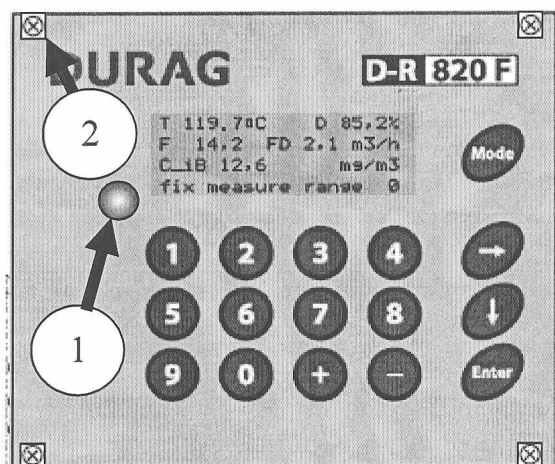 DURAG
D-R 820 F
T 119.7°C D 85,2%
F 14,2 FD 2.1 m3/h
C_iB 12,6 mg/m3
fix measure range 0
Mode
1 2 3 4 →
5 6 7 8 ↓
9 0 + − Enter
2
1